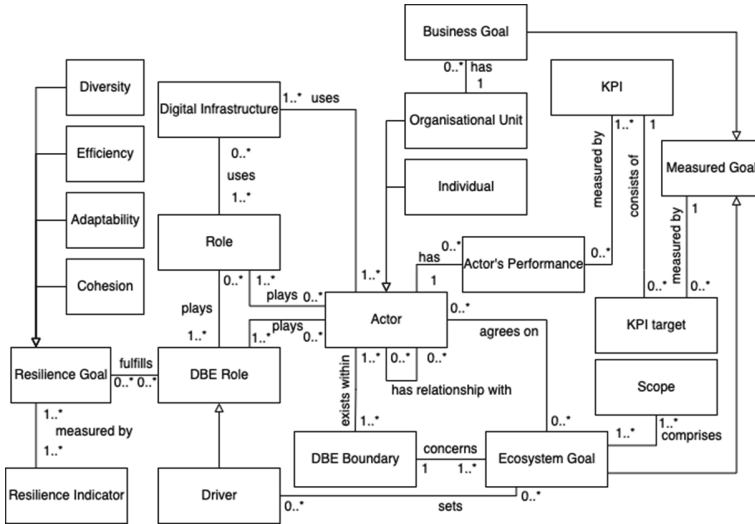 Business Goal
0..* has
1
KPI
Diversity
Digital Infrastructure
1..* uses
Organisational Unit
1..* 1
Efficiency
0..*
uses
1..*
measured by
consists of
Measured Goal
Individual
1
measured by
Adaptability
Role
0..* 1..*
has
0..*
1
Actor's Performance
0..*
Cohesion
1..*
plays 0..*
0..* 0..*
plays
1..*
plays
1..* 0..*
Actor
0..*
agrees on
KPI target
Resilience Goal
fulfills
0..* 0..*
DBE Role
1..* 0..* 0..*
has relationship with
exists within
Scope
1..*
measured by
1..*
1..*
0..*
1..* 1..*
comprises
DBE Boundary
concerns
1 1..*
Ecosystem Goal
Resilience Indicator
Driver
0..* sets 0..*